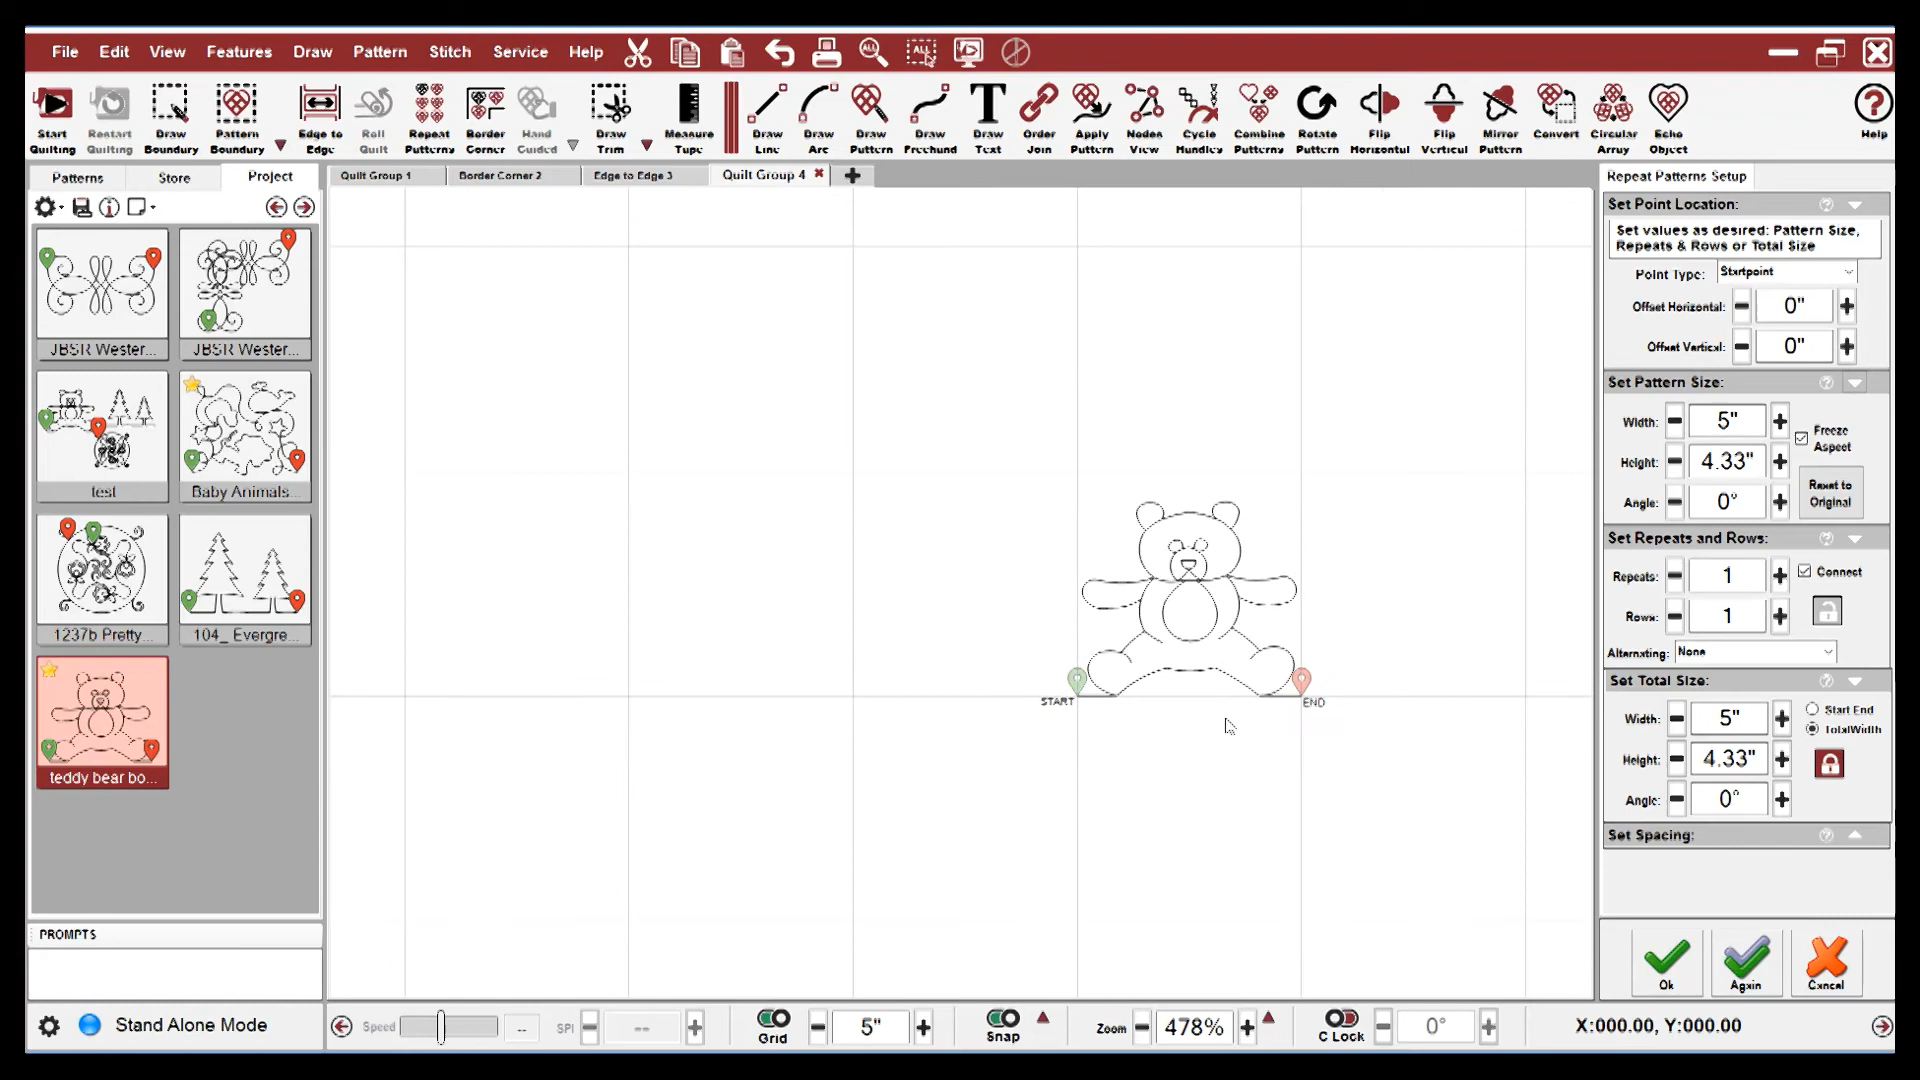 File Edit View Features Draw Pattern Stitch Service Help
Start Quilting
Restart Quilting
Draw Boundary
Pattern Boundary
Edge to Edge
Roll Quilt
Repeat Patterns
Border Corner
Hand Guided
Draw Trim
Measure Tape
Draw Line
Draw Arc
Draw Pattern
Draw Freehand
Draw Text
Order Join
Apply Pattern
Nodes View
Cycle Handles
Combine Patterns
Rotate Pattern
Flip Horizontal
Flip Vertical
Mirror Pattern
Convert
Circular Array
Echo Object
Help
Patterns Store Project
Quilt Group 1 Border Corner 2 Edge to Edge 3 Quilt Group 4
JBSR Wester... JBSR Wester...
test Baby Animals...
1237b Pretty... 104_ Evergre...
teddy bear bo...
START END
Repeat Patterns Setup
Set Point Location:
Set values as desired: Pattern Size,
Repeats & Rows or Total Size
Point Type: Startpoint
Offset Horizontal: 0"
Offset Vertical: 0"
Set Pattern Size:
Width: 5"
Freeze Aspect
Height: 4.33"
Angle: 0°
Reset to Original
Set Repeats and Rows:
Repeats: 1 Connect
Rows: 1
Alternating: None
Set Total Size:
Width: 5" Start End
TotalWidth
Height: 4.33"
Angle: 0°
Set Spacing:
Ok Again Cancel
PROMPTS
Stand Alone Mode
Speed -- SPI -- Grid 5" Snap Zoom 478% C Lock 0° X:000.00, Y:000.00